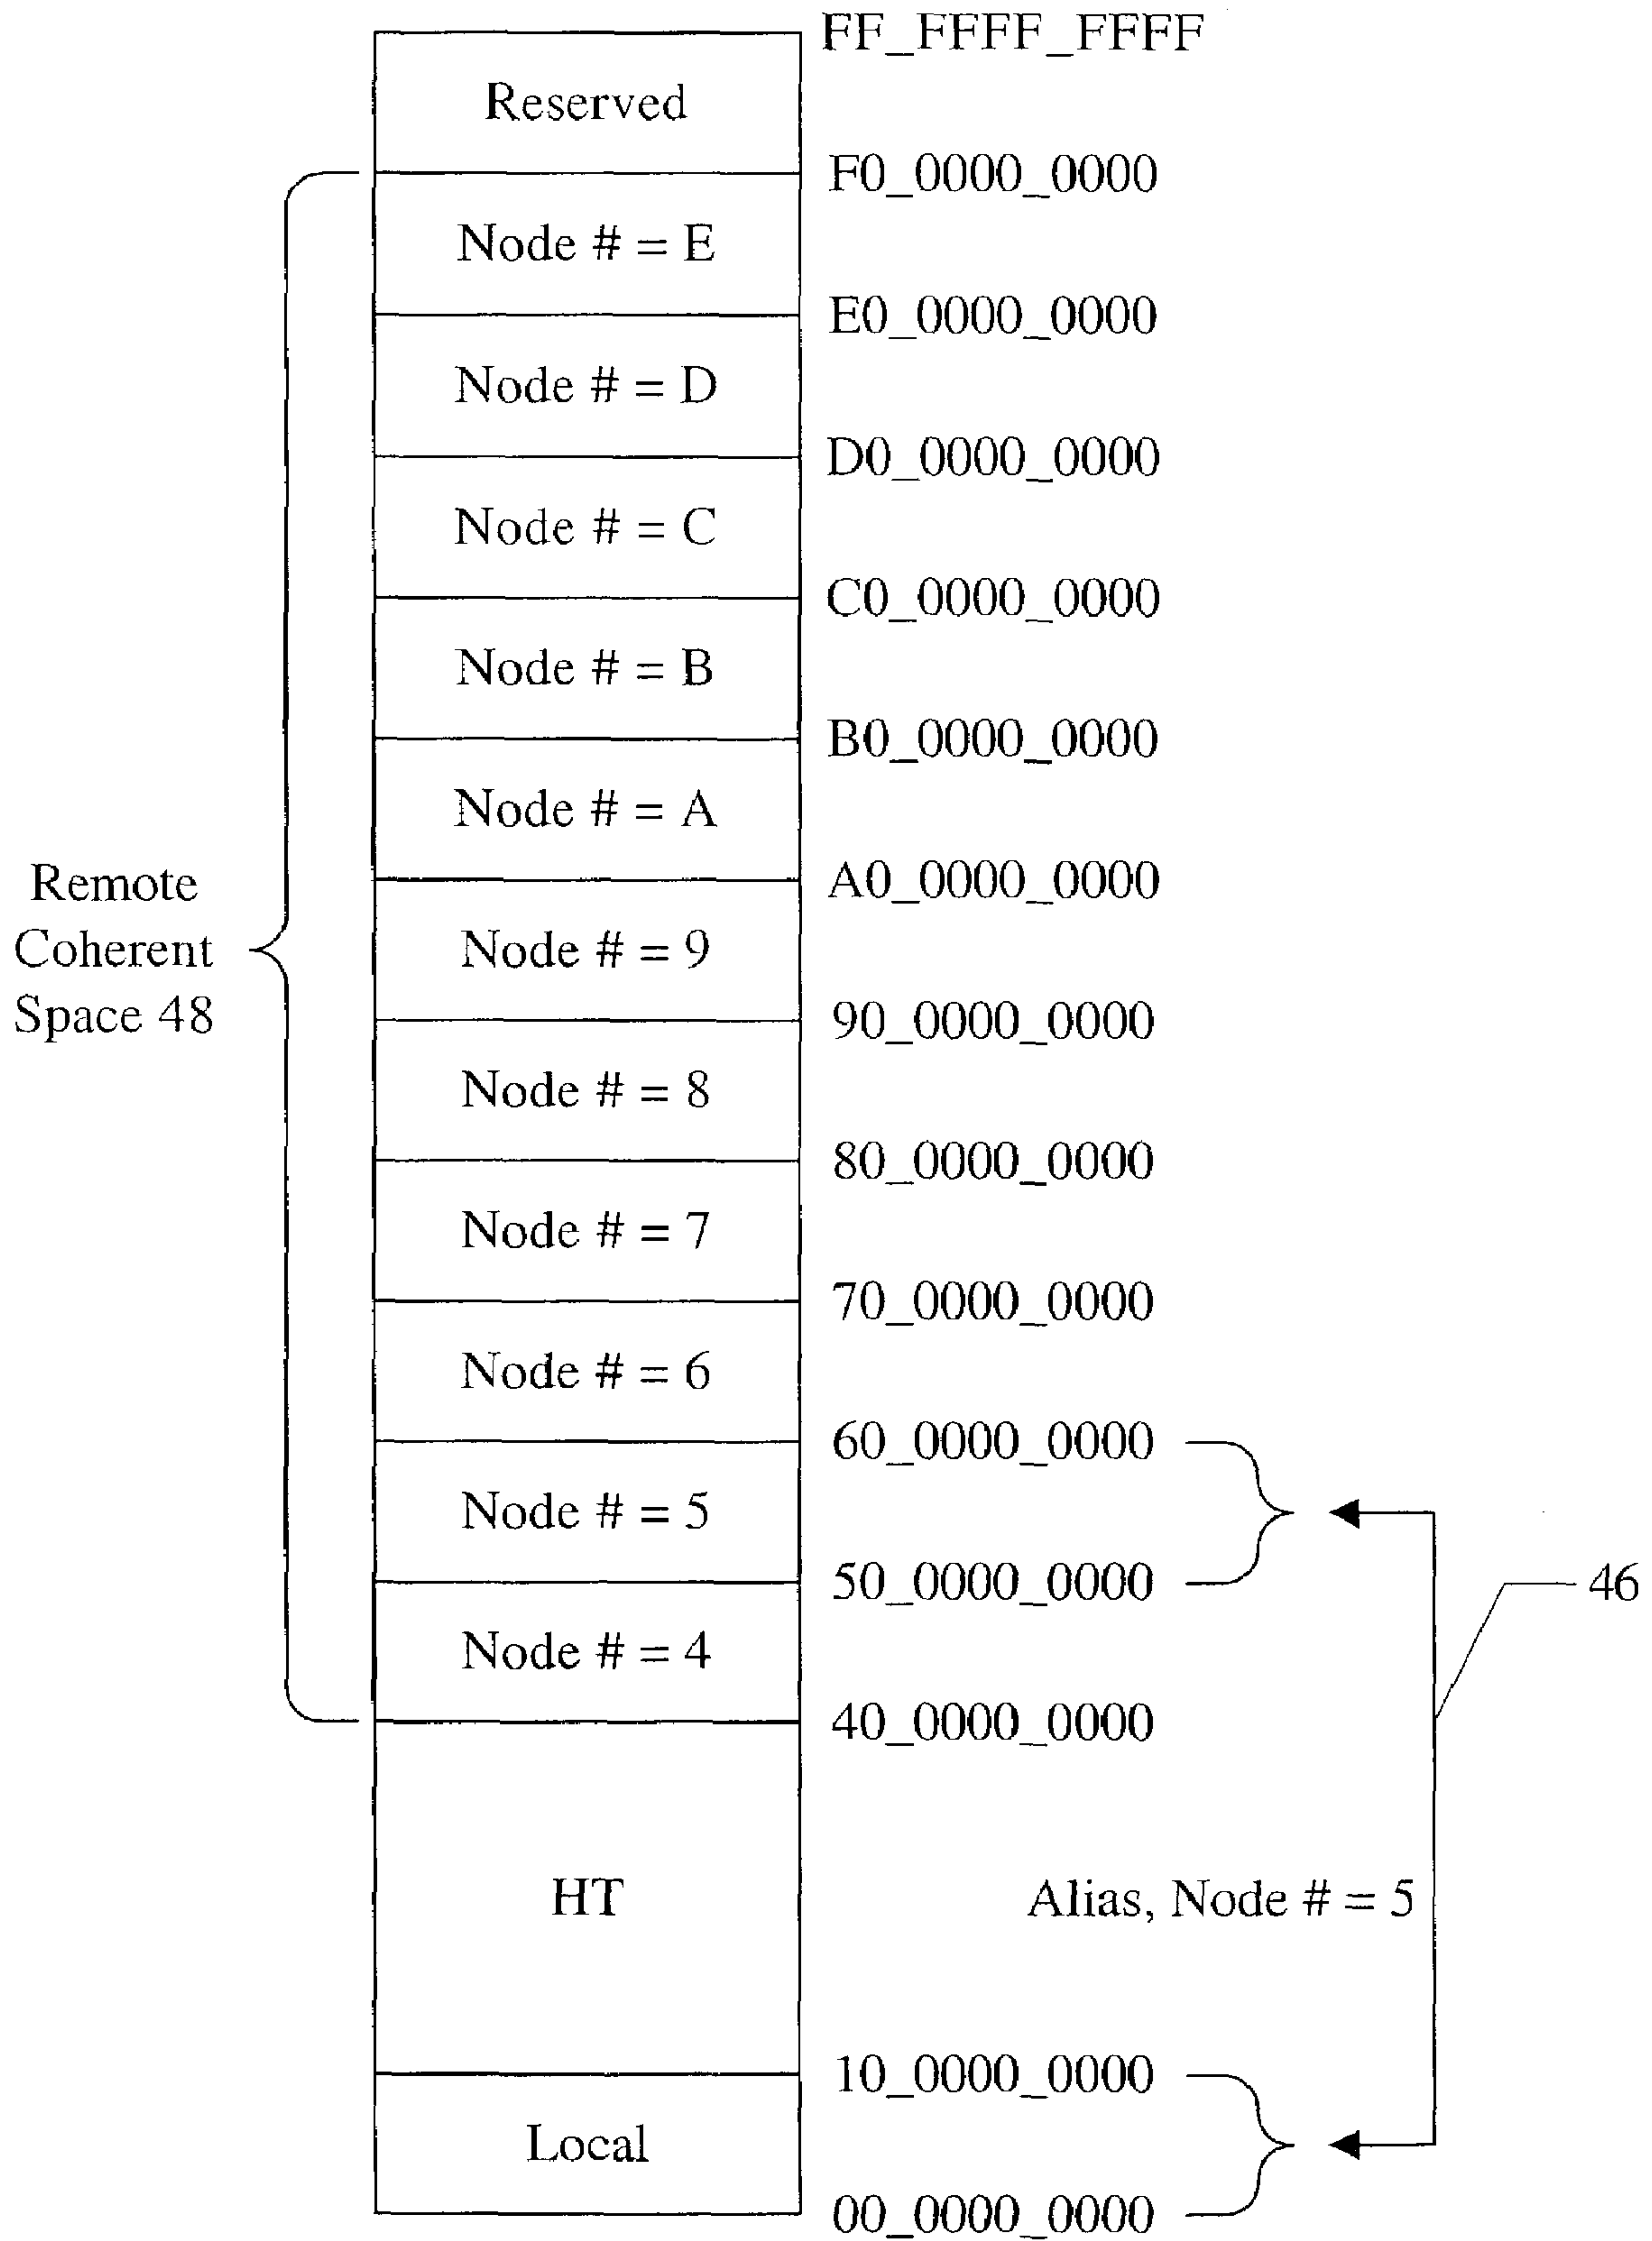 FF_FFFF_FFFF
Reserved
F0_0000_0000
Node # = E
E0_0000_0000
Node # = D
D0_0000_0000
Node # = C
C0_0000_0000
Node # = B
B0_0000_0000
Node # = A
A0_0000_0000
Remote
Coherent
Space 48
Node # = 9
90_0000_0000
Node # = 8
80_0000_0000
Node # = 7
70_0000_0000
Node # = 6
60_0000_0000
Node # = 5
50_0000_0000
46
Node # = 4
40_0000_0000
HT
Alias, Node # = 5
10_0000_0000
Local
00_0000_0000